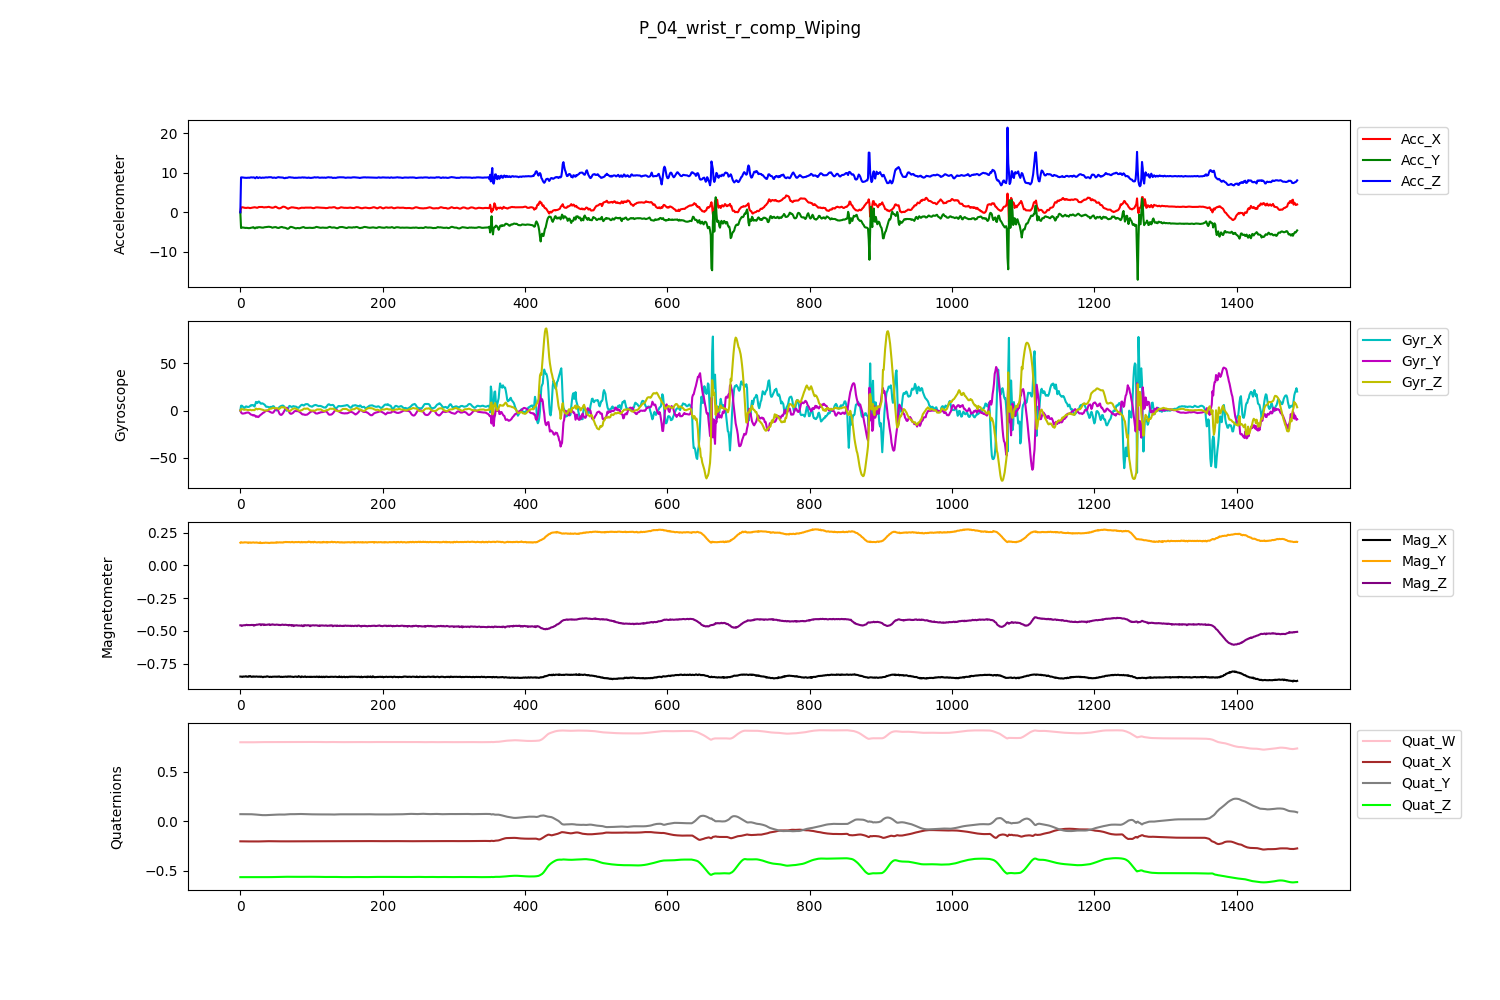 P_04_wrist_r_comp_Wiping
Accelerometer
20
10
0
−10
0 200 400 600 800 1000 1200 1400
Acc_X
Acc_Y
Acc_Z
Gyroscope
50
0
−50
0 200 400 600 800 1000 1200 1400
Gyr_X
Gyr_Y
Gyr_Z
Magnetometer
0.25
0.00
−0.25
−0.50
−0.75
0 200 400 600 800 1000 1200 1400
Mag_X
Mag_Y
Mag_Z
Quaternions
0.5
0.0
−0.5
0 200 400 600 800 1000 1200 1400
Quat_W
Quat_X
Quat_Y
Quat_Z